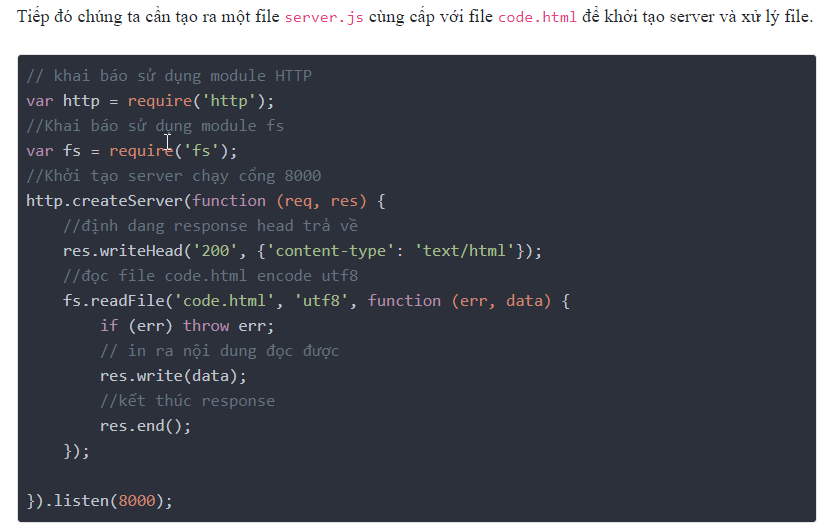 Tiếp đó chúng ta cần tạo ra một file server.js cùng cấp với file code.html để khởi tạo server và xử lý file.
// khai báo sử dụng module HTTP
var http = require('http');
//Khai báo sử dụng module fs
var fs = require('fs');
//Khởi tạo server chạy cổng 8000
http.createServer(function (req, res) {
    //định dang response head trả về
    res.writeHead('200', {'content-type': 'text/html'});
    //đọc file code.html encode utf8
    fs.readFile('code.html', 'utf8', function (err, data) {
        if (err) throw err;
        // in ra nội dung đọc được
        res.write(data);
        //kết thúc response
        res.end();
    });
}).listen(8000);